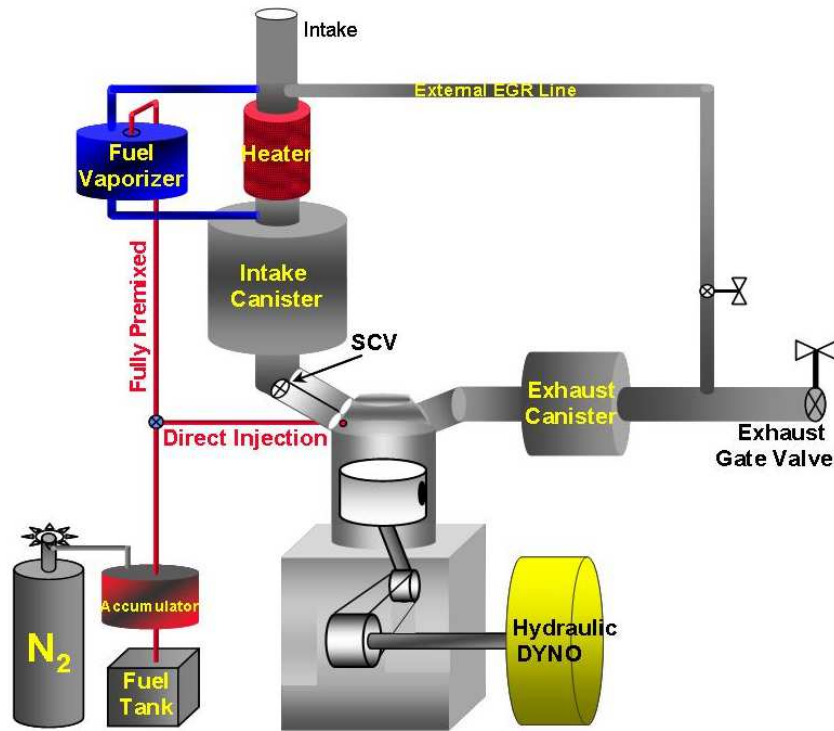 Intake
External EGR Line
Fuel
Vaporizer
Heater
Fully Premixed
Intake
Canister
SCV
Exhaust
Canister
Direct Injection
Exhaust
Gate Valve
Accumulator
N2
Fuel
Tank
Hydraulic
DYNO